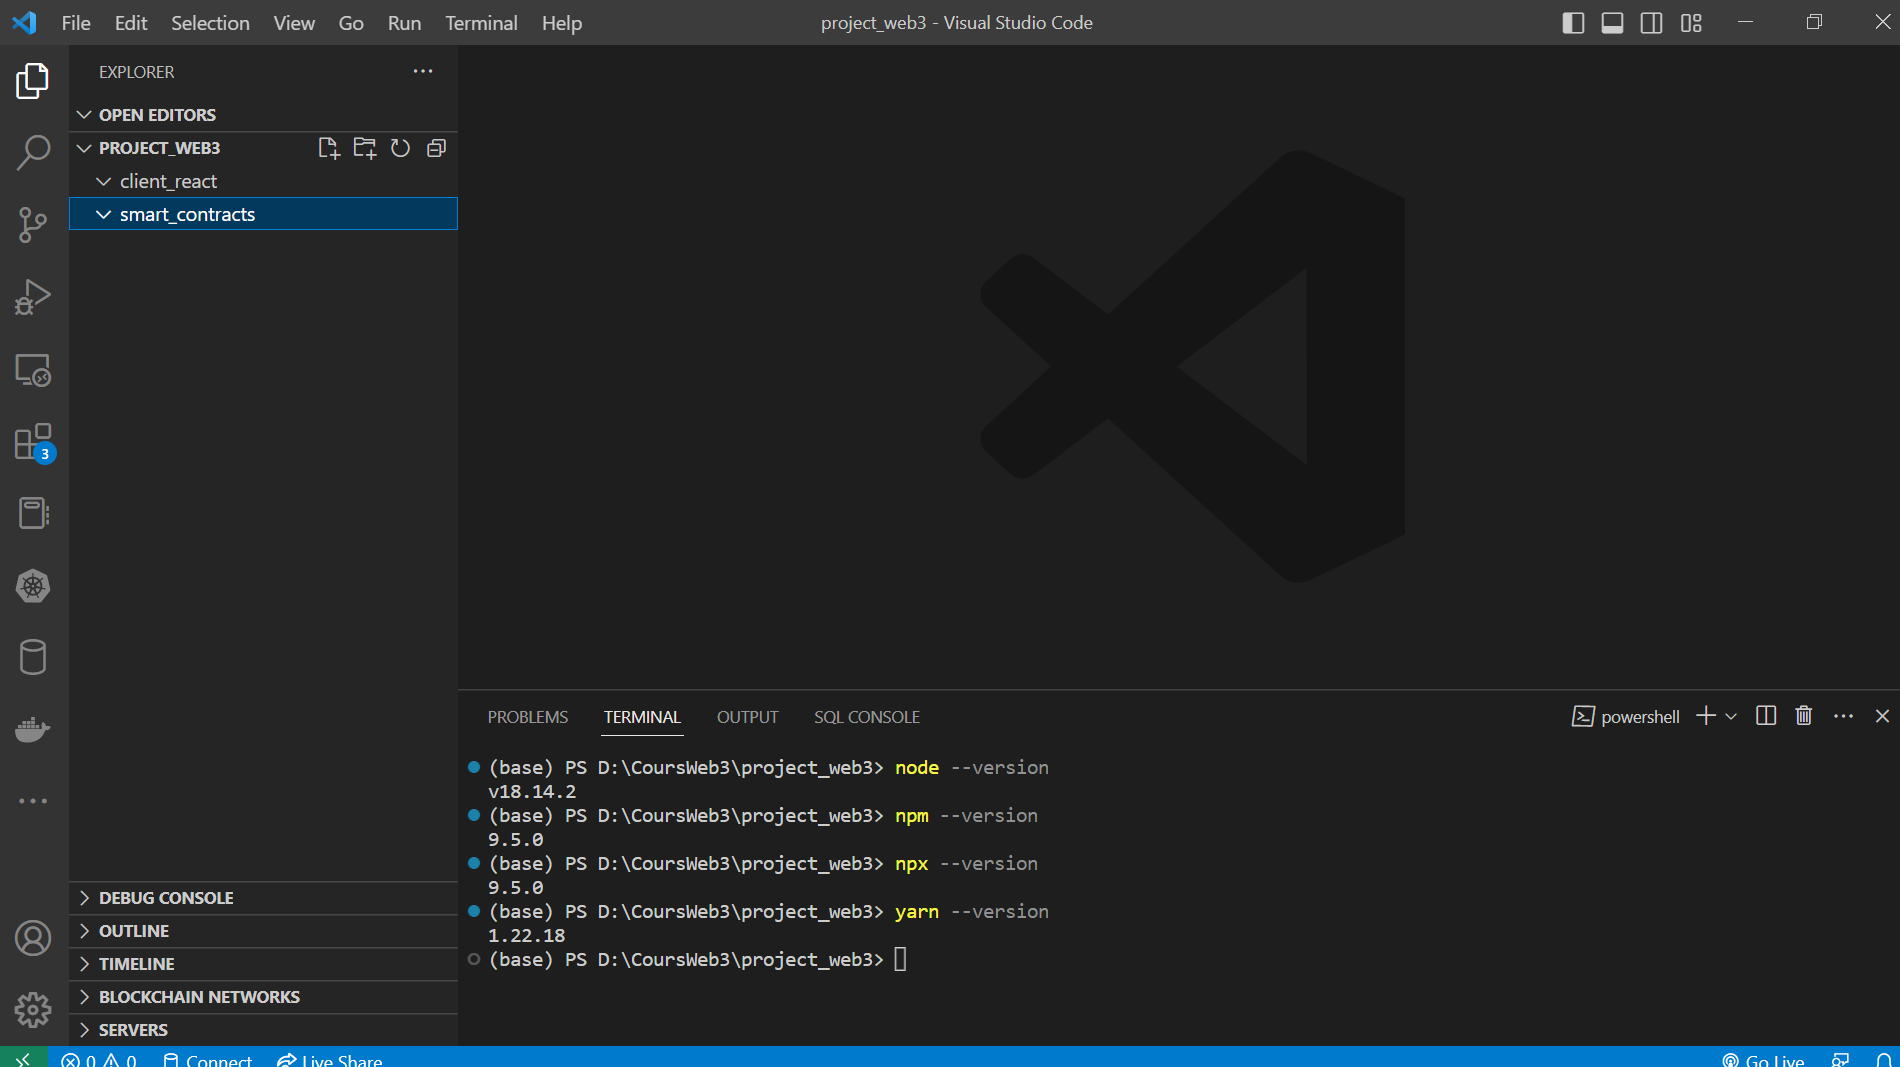 File Edit Selection View Go Run Terminal Help
project_web3 - Visual Studio Code
EXPLORER
OPEN EDITORS
PROJECT_WEB3
client_react
smart_contracts
3
DEBUG CONSOLE
OUTLINE
TIMELINE
BLOCKCHAIN NETWORKS
SERVERS
PROBLEMS TERMINAL OUTPUT SQL CONSOLE
powershell
(base) PS D:\CoursWeb3\project_web3> node --version
v18.14.2
(base) PS D:\CoursWeb3\project_web3> npm --version
9.5.0
(base) PS D:\CoursWeb3\project_web3> npx --version
9.5.0
(base) PS D:\CoursWeb3\project_web3> yarn --version
1.22.18
(base) PS D:\CoursWeb3\project_web3>
0 0 Connect Live Share Go Live